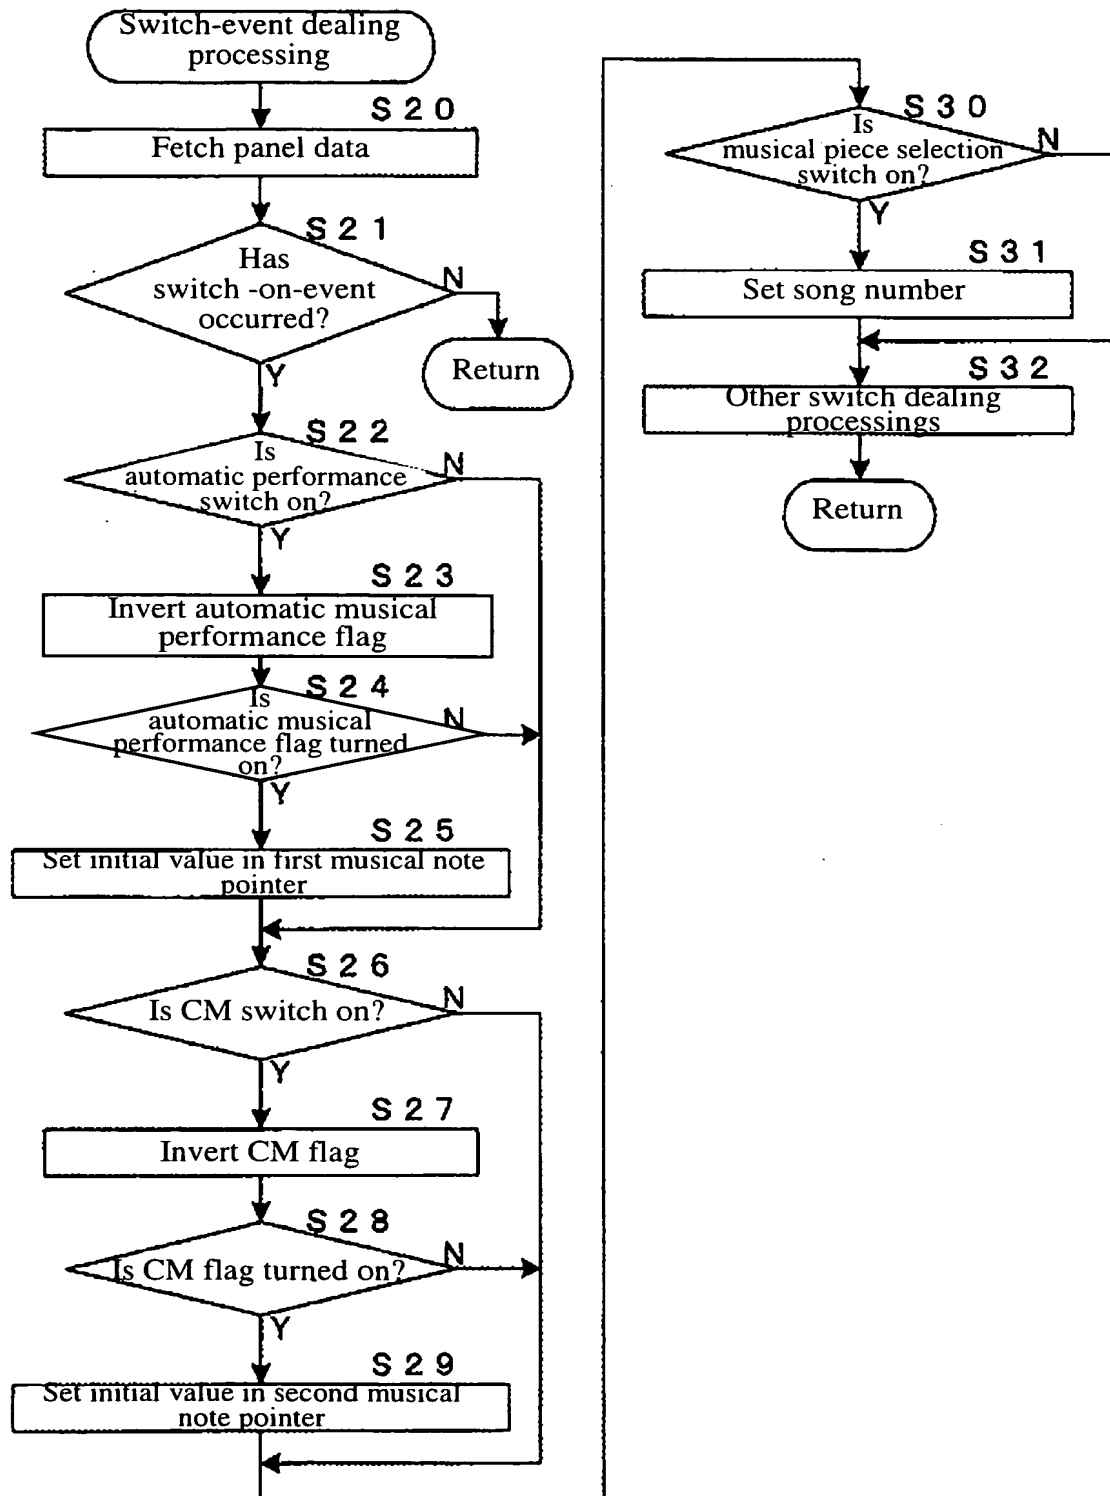 Switch-event dealing
processing
S20
Fetch panel data
S21
Has
switch -on-event
occurred?
N
Return
Y
S22
Is
automatic performance
switch on?
N
Y
S23
Invert automatic musical
performance flag
S24
Is
automatic musical
performance flag turned
on?
N
Y
S25
Set initial value in first musical note
pointer
S26
Is CM switch on?
N
Y
S27
Invert CM flag
S28
Is CM flag turned on?
N
Y
S29
Set initial value in second musical
note pointer
S30
Is
musical piece selection
switch on?
N
Y
S31
Set song number
S32
Other switch dealing
processings
Return